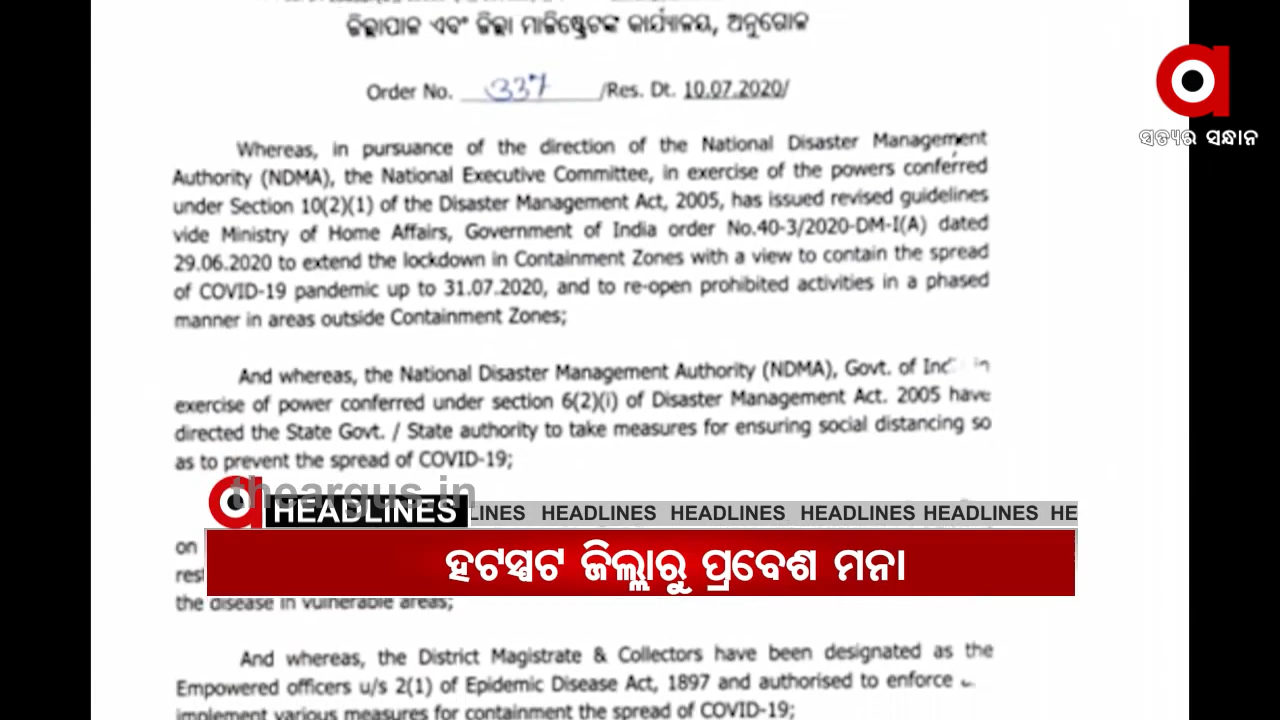 ଜିଲ୍ଲାପାଳ ଏବଂ ଜିଲ୍ଲା ମାଜିଷ୍ଟ୍ରେଟଙ୍କ କାର୍ଯ୍ୟାଳୟ, ଅନୁଗୋଳ
Order No. 337 /Res. Dt. 10.07.2020/
ସତ୍ୟର ସନ୍ଧାନ
Whereas, in pursuance of the direction of the National Disaster Management
Authority (NDMA), the National Executive Committee, in exercise of the powers conferred
under Section 10(2)(1) of the Disaster Management Act, 2005, has issued revised guidelines
vide Ministry of Home Affairs, Government of India order No.40-3/2020-DM-I(A) dated
29.06.2020 to extend the lockdown in Containment Zones with a view to contain the spread
of COVID-19 pandemic up to 31.07.2020, and to re-open prohibited activities in a phased
manner in areas outside Containment Zones;
And whereas, the National Disaster Management Authority (NDMA), Govt. of in
exercise of power conferred under section 6(2)(i) of Disaster Management Act. 2005 have
directed the State Govt. / State authority to take measures for ensuring social distancing so
as to prevent the spread of COVID-19;
theargus.in
HEADLINES LINES HEADLINES HEADLINES HEADLINES HEADLINES HE
on
ହଟସ୍ପଟ ଜିଲ୍ଲାରୁ ପ୍ରବେଶ ମନା
the disease in vulnerable areas;
And whereas, the District Magistrate & Collectors have been designated as the
Empowered officers u/s 2(1) of Epidemic Disease Act, 1897 and authorised to enforce
implement various measures for containment the spread of COVID-19;